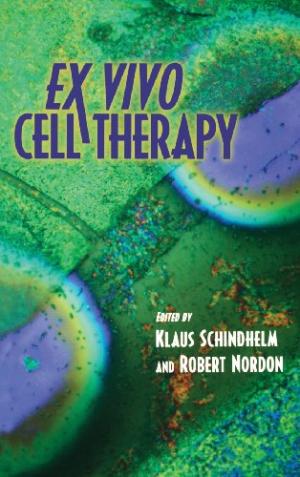 EX VIVO
CELL THERAPY
EDITED BY
KLAUS SCHINDHELM
AND ROBERT NORDON